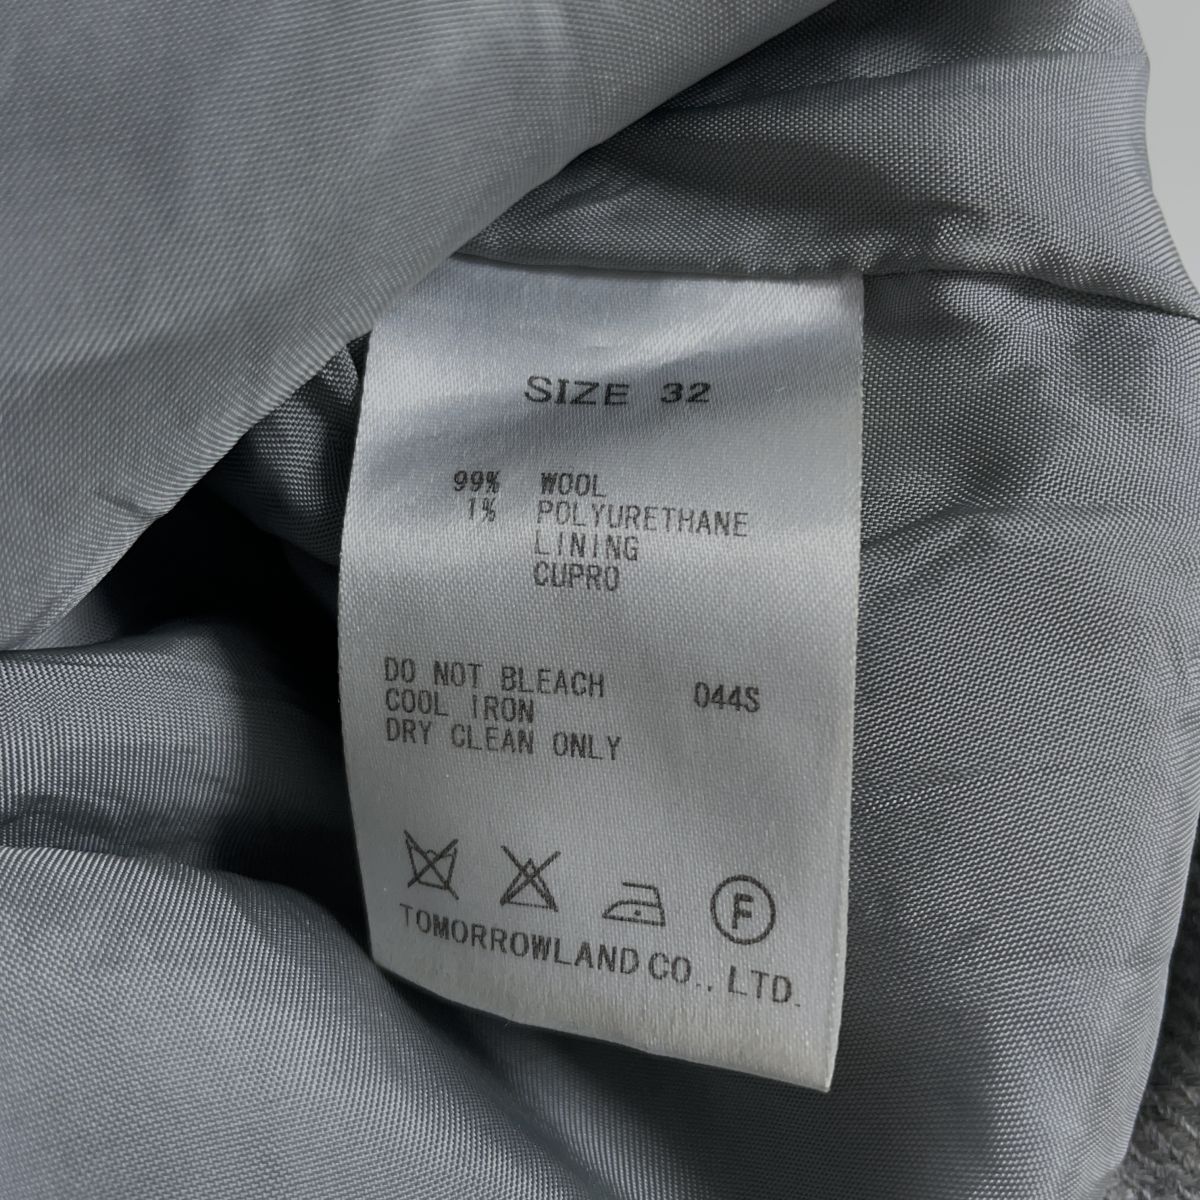 SIZE 32
99% WOOL
1% POLYURETHANE
LINING
CUPRO
DO NOT BLEACH 044S
COOL IRON
DRY CLEAN ONLY
F
TOMORROWLAND CO., LTD.